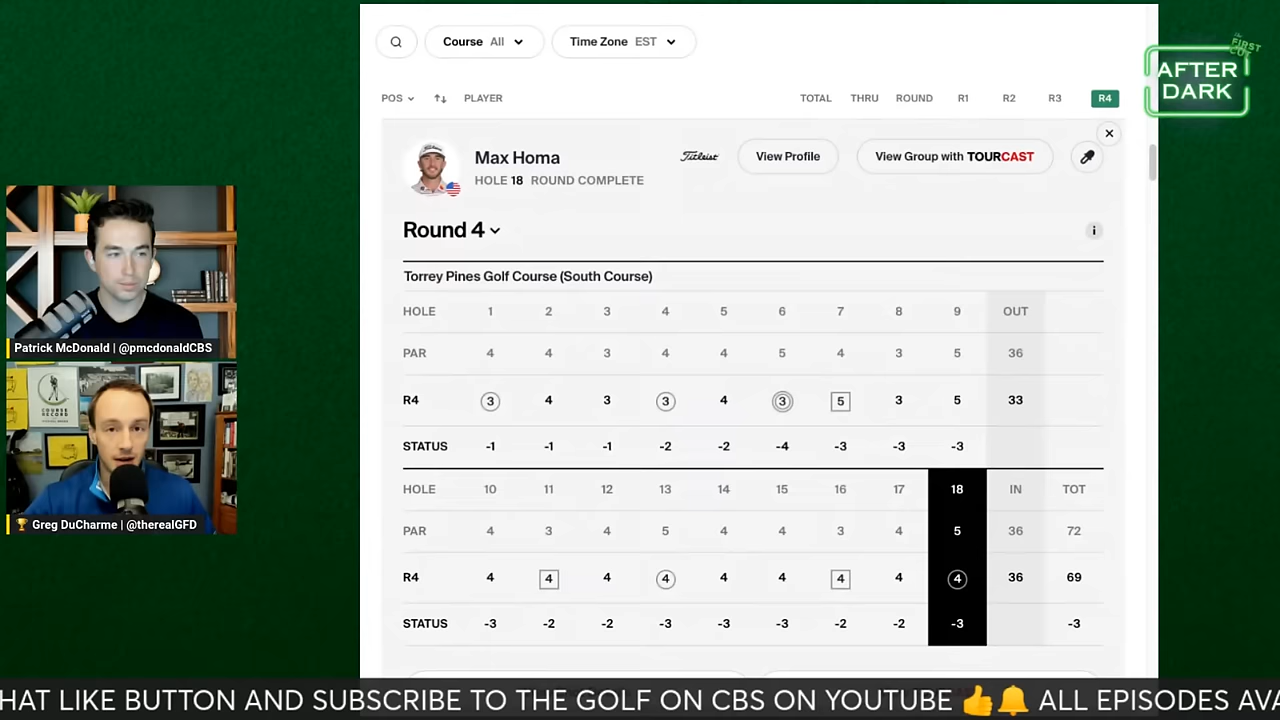 Course All
Time Zone EST
THE
FIRST
CUT
AFTER
DARK
POS PLAYER TOTAL THRU ROUND R1 R2 R3 R4
Max Homa
HOLE 18 ROUND COMPLETE
Titleist
View Profile
View Group with TOURCAST
Round 4
Torrey Pines Golf Course (South Course)
HOLE 1 2 3 4 5 6 7 8 9 OUT
PAR 4 4 3 4 4 5 4 3 5 36
R4 3 4 3 3 4 3 5 3 5 33
STATUS -1 -1 -1 -2 -2 -4 -3 -3 -3
HOLE 10 11 12 13 14 15 16 17 18 IN TOT
PAR 4 3 4 5 4 4 3 4 5 36 72
R4 4 4 4 4 4 4 4 4 4 36 69
STATUS -3 -2 -2 -3 -3 -3 -2 -2 -3 -3
Patrick McDonald | @pmcdonaldCBS
COURSE
RECORD
🏆 Greg DuCharme | @therealGFD
HAT LIKE BUTTON AND SUBSCRIBE TO THE GOLF ON CBS ON YOUTUBE 👍🔔 ALL EPISODES AVA